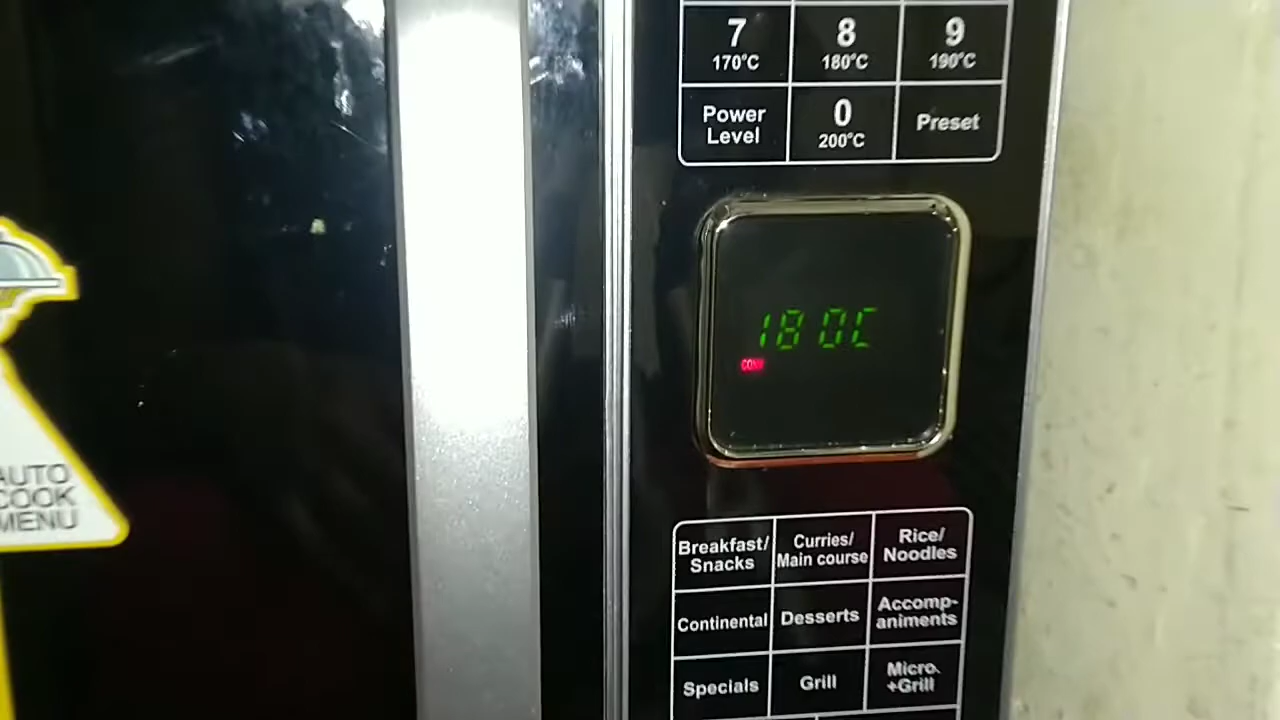 7 8 9
170°C 180°C 190°C
Power
Level
0
200°C
Preset
180C
CONV
AUTO
COOK
MENU
Breakfast/
Snacks
Curries/
Main course
Rice/
Noodles
Continental
Desserts
Accomp-
animents
Specials
Grill
Micro.
+Grill